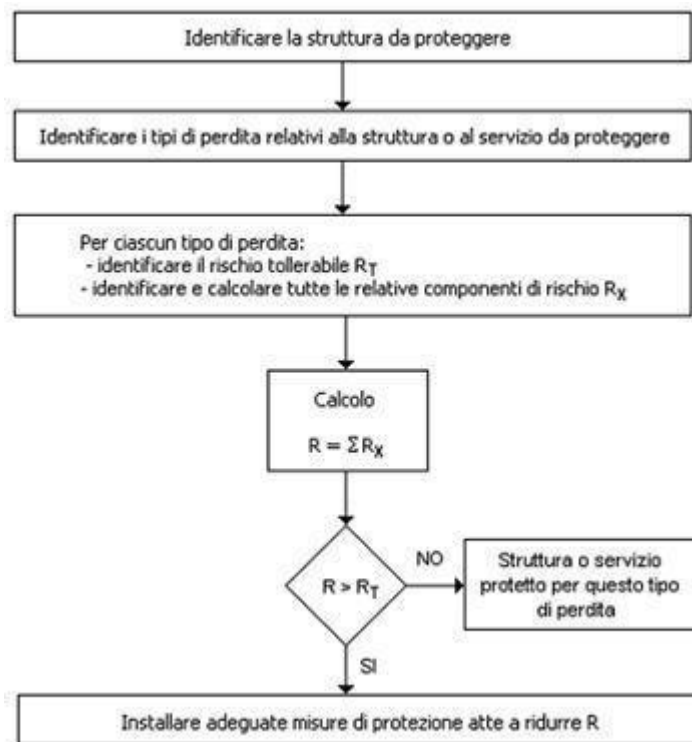 Identificare la struttura da proteggere
Identificare i tipi di perdita relativi alla struttura o al servizio da proteggere
Per ciascun tipo di perdita:
- identificare il rischio tollerabile RT
- identificare e calcolare tutte le relative componenti di rischio RX
Calcolo
R = ΣRX
R > RT
NO
Struttura o servizio
protetto per questo tipo
di perdita
SI
Installare adeguate misure di protezione atte a ridurre R